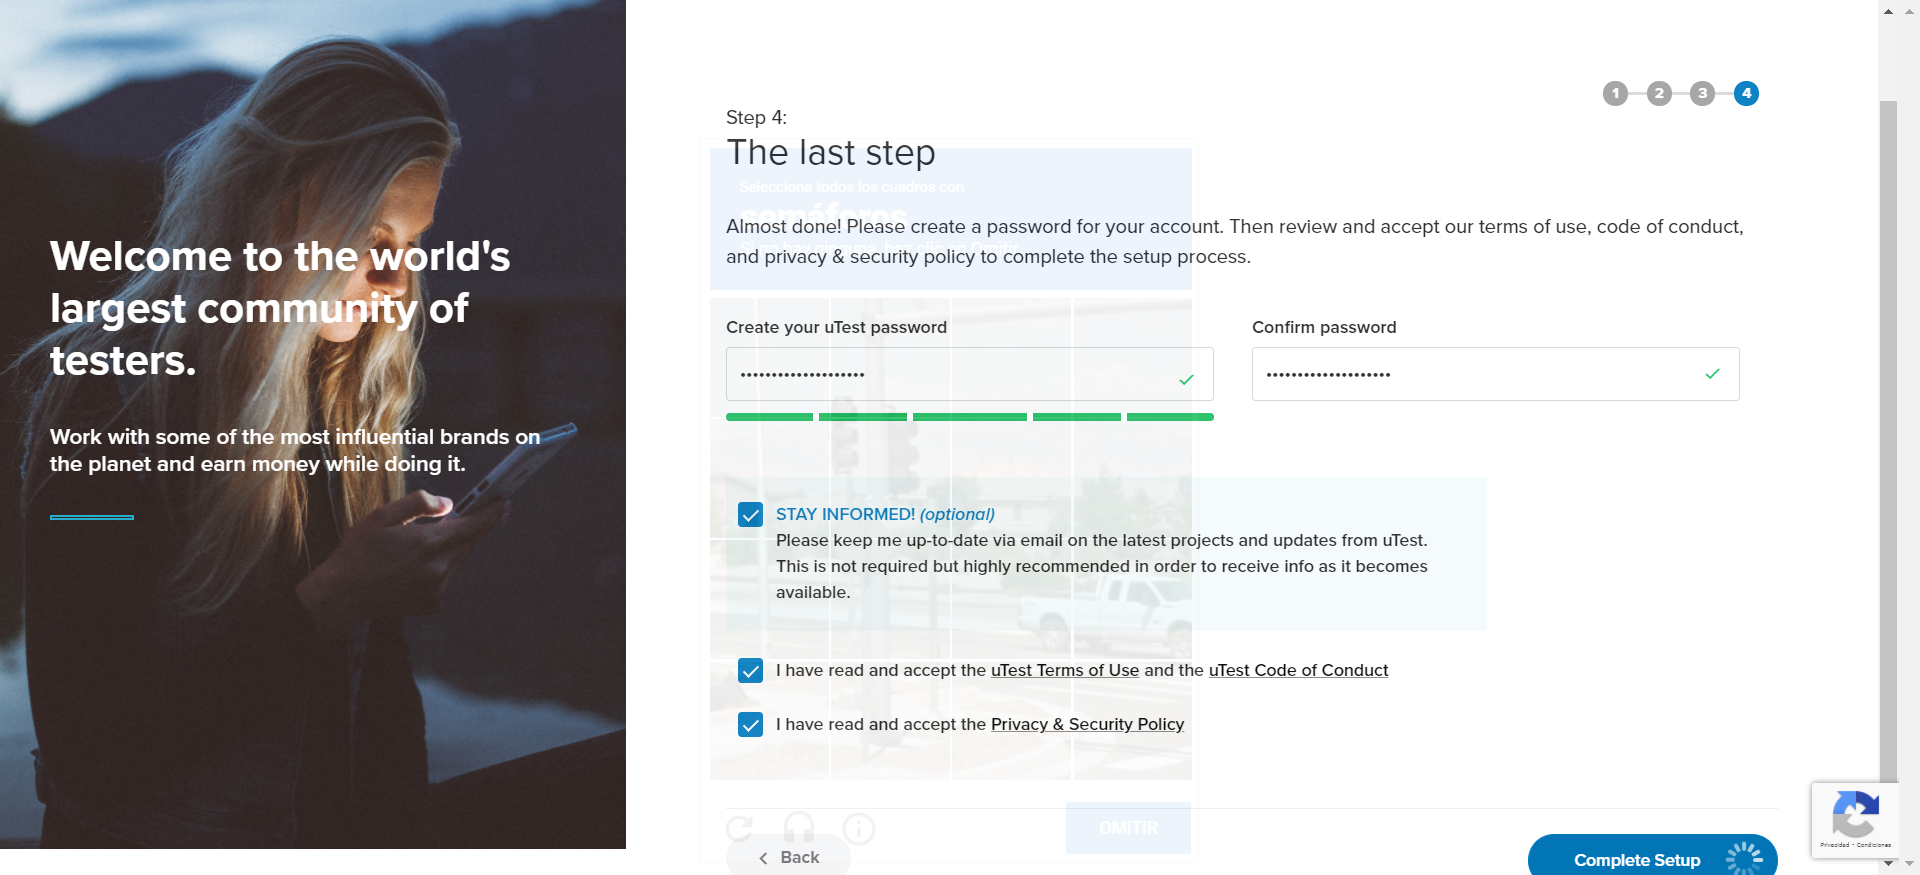 Welcome to the world's
largest community of
testers.
Work with some of the most influential brands on
the planet and earn money while doing it.
1 2 3 4
Step 4:
The last step
Selecciona todos los cuadros con
semáforos
Si no hay ninguna, haz clic en Omitir
Almost done! Please create a password for your account. Then review and accept our terms of use, code of conduct,
and privacy & security policy to complete the setup process.
Create your uTest password
Confirm password
STAY INFORMED! (optional)
Please keep me up-to-date via email on the latest projects and updates from uTest.
This is not required but highly recommended in order to receive info as it becomes
available.
I have read and accept the uTest Terms of Use and the uTest Code of Conduct
I have read and accept the Privacy & Security Policy
OMITIR
Back
Complete Setup
Privacidad - Condiciones